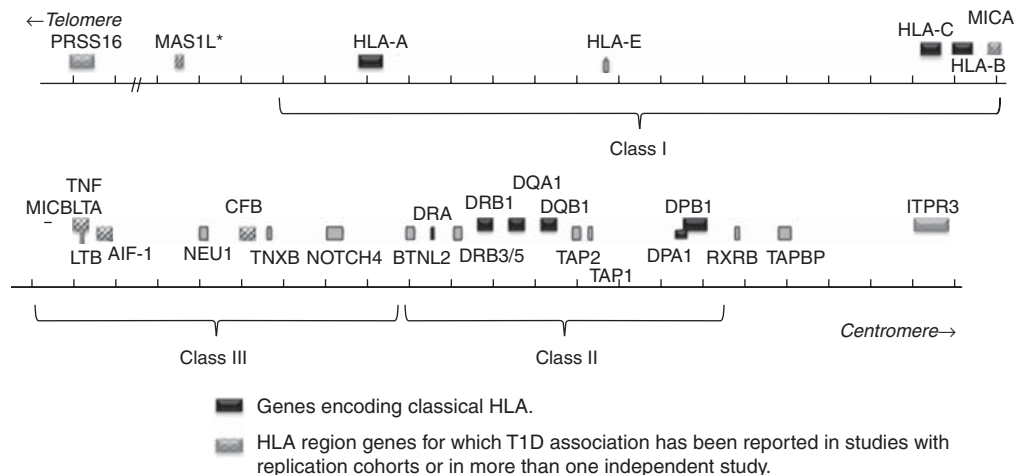 ←Telomere
PRSS16 MAS1L* HLA-A HLA-E HLA-C MICA
HLA-B
Class I
TNF DQA1
MICBLTA CFB DRA DRB1 DQB1 DPB1 ITPR3
LTB AIF-1 NEU1 TNXB NOTCH4 BTNL2 DRB3/5 TAP2 DPA1 RXRB TAPBP
TAP1
Centromere→
Class III Class II
Genes encoding classical HLA.
HLA region genes for which T1D association has been reported in studies with
replication cohorts or in more than one independent study.